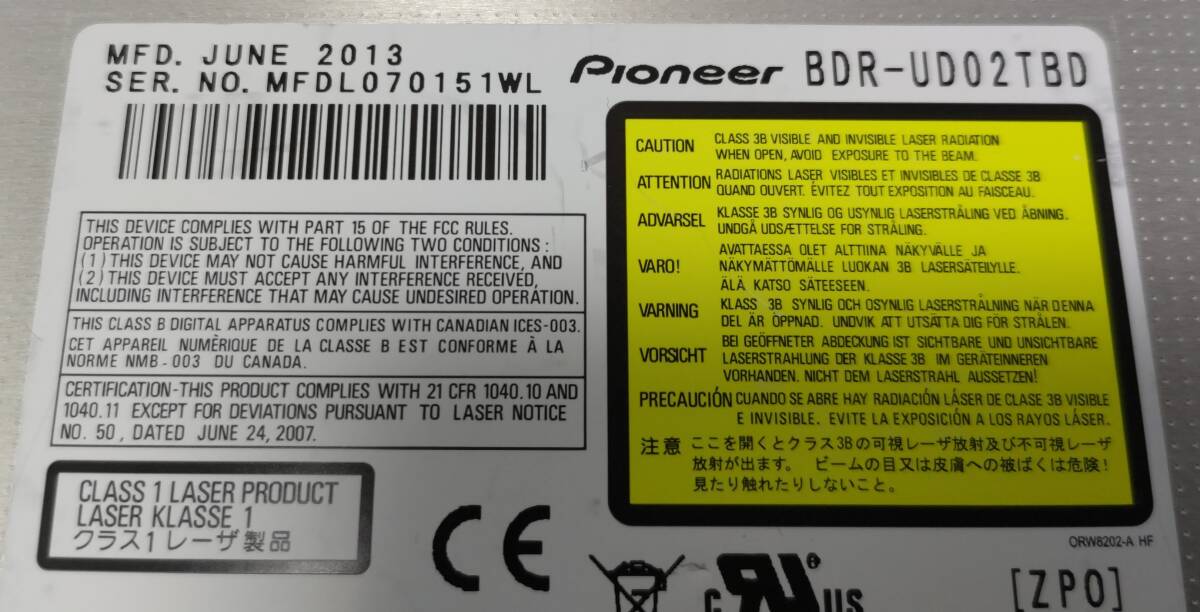 MFD. JUNE 2013
SER. NO. MFDL070151WL
Pioneer BDR-UD02TBD
THIS DEVICE COMPLIES WITH PART 15 OF THE FCC RULES.
OPERATION IS SUBJECT TO THE FOLLOWING TWO CONDITIONS :
(1) THIS DEVICE MAY NOT CAUSE HARMFUL INTERFERENCE, AND
(2) THIS DEVICE MUST ACCEPT ANY INTERFERENCE RECEIVED,
INCLUDING INTERFERENCE THAT MAY CAUSE UNDESIRED OPERATION.
THIS CLASS B DIGITAL APPARATUS COMPLIES WITH CANADIAN ICES-003.
CET APPAREIL NUMÉRIQUE DE LA CLASSE B EST CONFORME À LA
NORME NMB-003 DU CANADA.
CERTIFICATION-THIS PRODUCT COMPLIES WITH 21 CFR 1040.10 AND
1040.11 EXCEPT FOR DEVIATIONS PURSUANT TO LASER NOTICE
NO. 50, DATED JUNE 24, 2007.
CLASS 1 LASER PRODUCT
LASER KLASSE 1
クラス1レーザ製品
CE
CAUTION CLASS 3B VISIBLE AND INVISIBLE LASER RADIATION
WHEN OPEN, AVOID EXPOSURE TO THE BEAM.
ATTENTION RADIATIONS LASER VISIBLES ET INVISIBLES DE CLASSE 3B
QUAND OUVERT. ÉVITEZ TOUT EXPOSITION AU FAISCEAU.
ADVARSEL KLASSE 3B SYNLIG OG USYNLIG LASERSTRÅLING VED ÅBNING.
UNDGÅ UDSÆTTELSE FOR STRÅLING.
VARO! AVATTAESSA OLET ALTTIINA NÄKYVÄLLE JA
NÄKYMÄTTÖMÄLLE LUOKAN 3B LASERSÄTEILYLLE.
ÄLÄ KATSO SÄTEESEEN.
VARNING KLASS 3B SYNLIG OCH OSYNLIG LASERSTRÅLNING NÄR DENNA
DEL ÄR ÖPPNAD. UNDVIK ATT UTSÄTTA DIG FÖR STRÅLEN.
VORSICHT BEI GEÖFFNETER ABDECKUNG IST SICHTBARE UND UNSICHTBARE
LASERSTRAHLUNG DER KLASSE 3B IM GERÄTEINNEREN
VORHANDEN. NICHT DEM LASERSTRAHL AUSSETZEN!
PRECAUCIÓN CUANDO SE ABRE HAY RADIACIÓN LÁSER DE CLASE 3B VISIBLE
E INVISIBLE. EVITE LA EXPOSICIÓN A LOS RAYOS LÁSER.
注意 ここを開くとクラス3Bの可視レーザ放射及び不可視レーザ
放射が出ます。 ビームの目又は皮膚への被ばくは危険!
見たり触れたりしないこと。
ORW8202-A HF
c RU ® US
[ZP0]